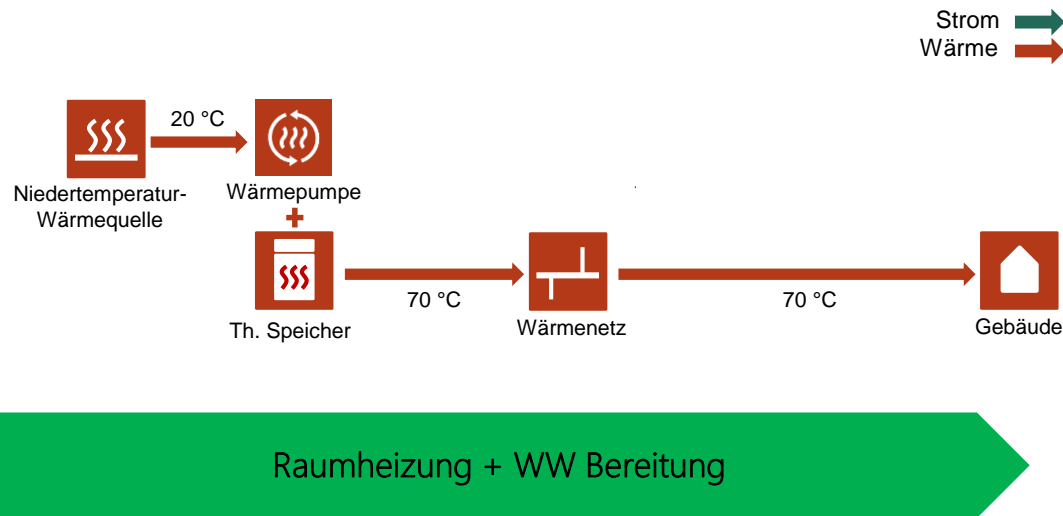 Strom
Wärme
20 °C
Niedertemperatur-
Wärmequelle
Wärmepumpe
Th. Speicher
70 °C
Wärmenetz
70 °C
Gebäude
Raumheizung + WW Bereitung